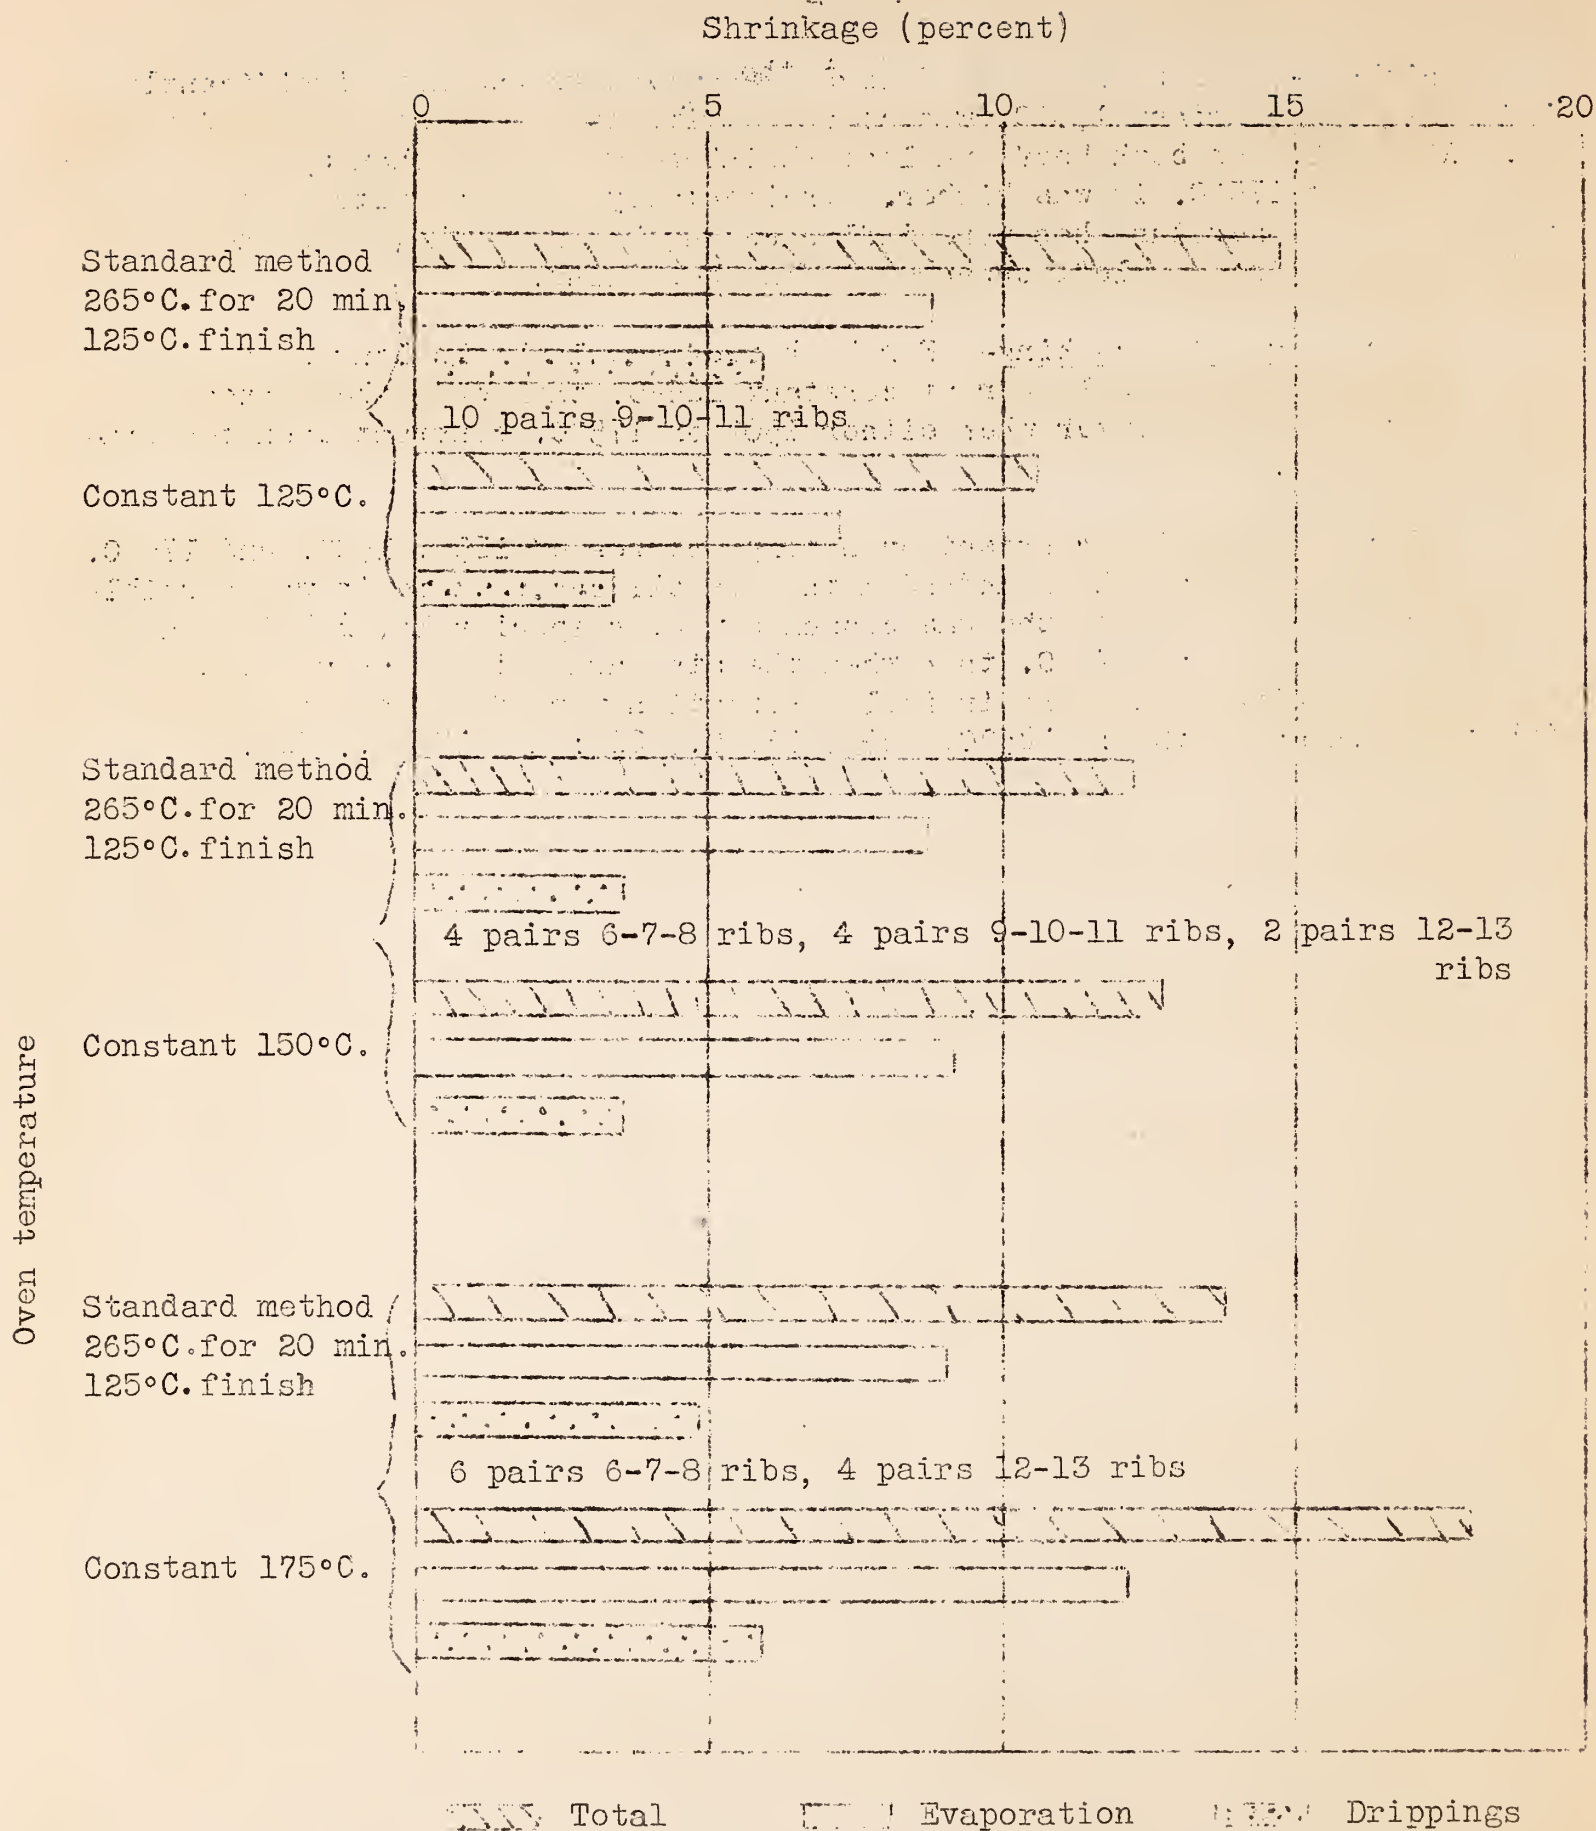 Shrinkage (percent)
0 5 10 15 20
Standard method
265°C.for 20 min.
125°C.finish
10 pairs 9-10-11 ribs
Constant 125°C.
Standard method
265°C.for 20 min.
125°C.finish
4 pairs 6-7-8 ribs, 4 pairs 9-10-11 ribs, 2 pairs 12-13
ribs
Constant 150°C.
Oven temperature
Standard method
265°C.for 20 min.
125°C.finish
6 pairs 6-7-8 ribs, 4 pairs 12-13 ribs
Constant 175°C.
Total Evaporation Drippings